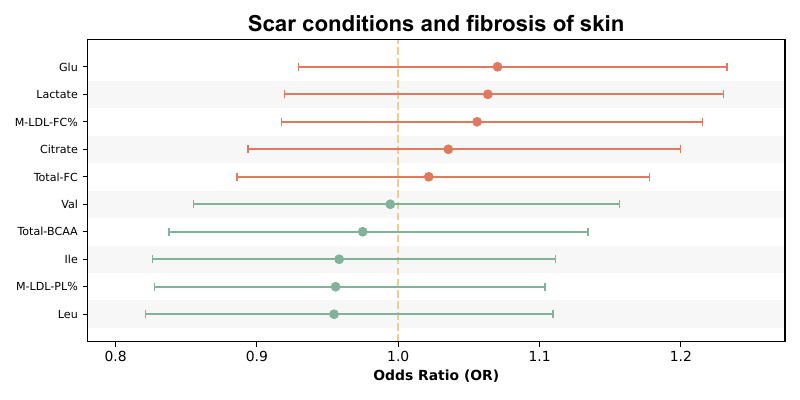 Scar conditions and fibrosis of skin
Glu
Lactate
M-LDL-FC%
Citrate
Total-FC
Val
Total-BCAA
Ile
M-LDL-PL%
Leu
0.8 0.9 1.0 1.1 1.2
Odds Ratio (OR)